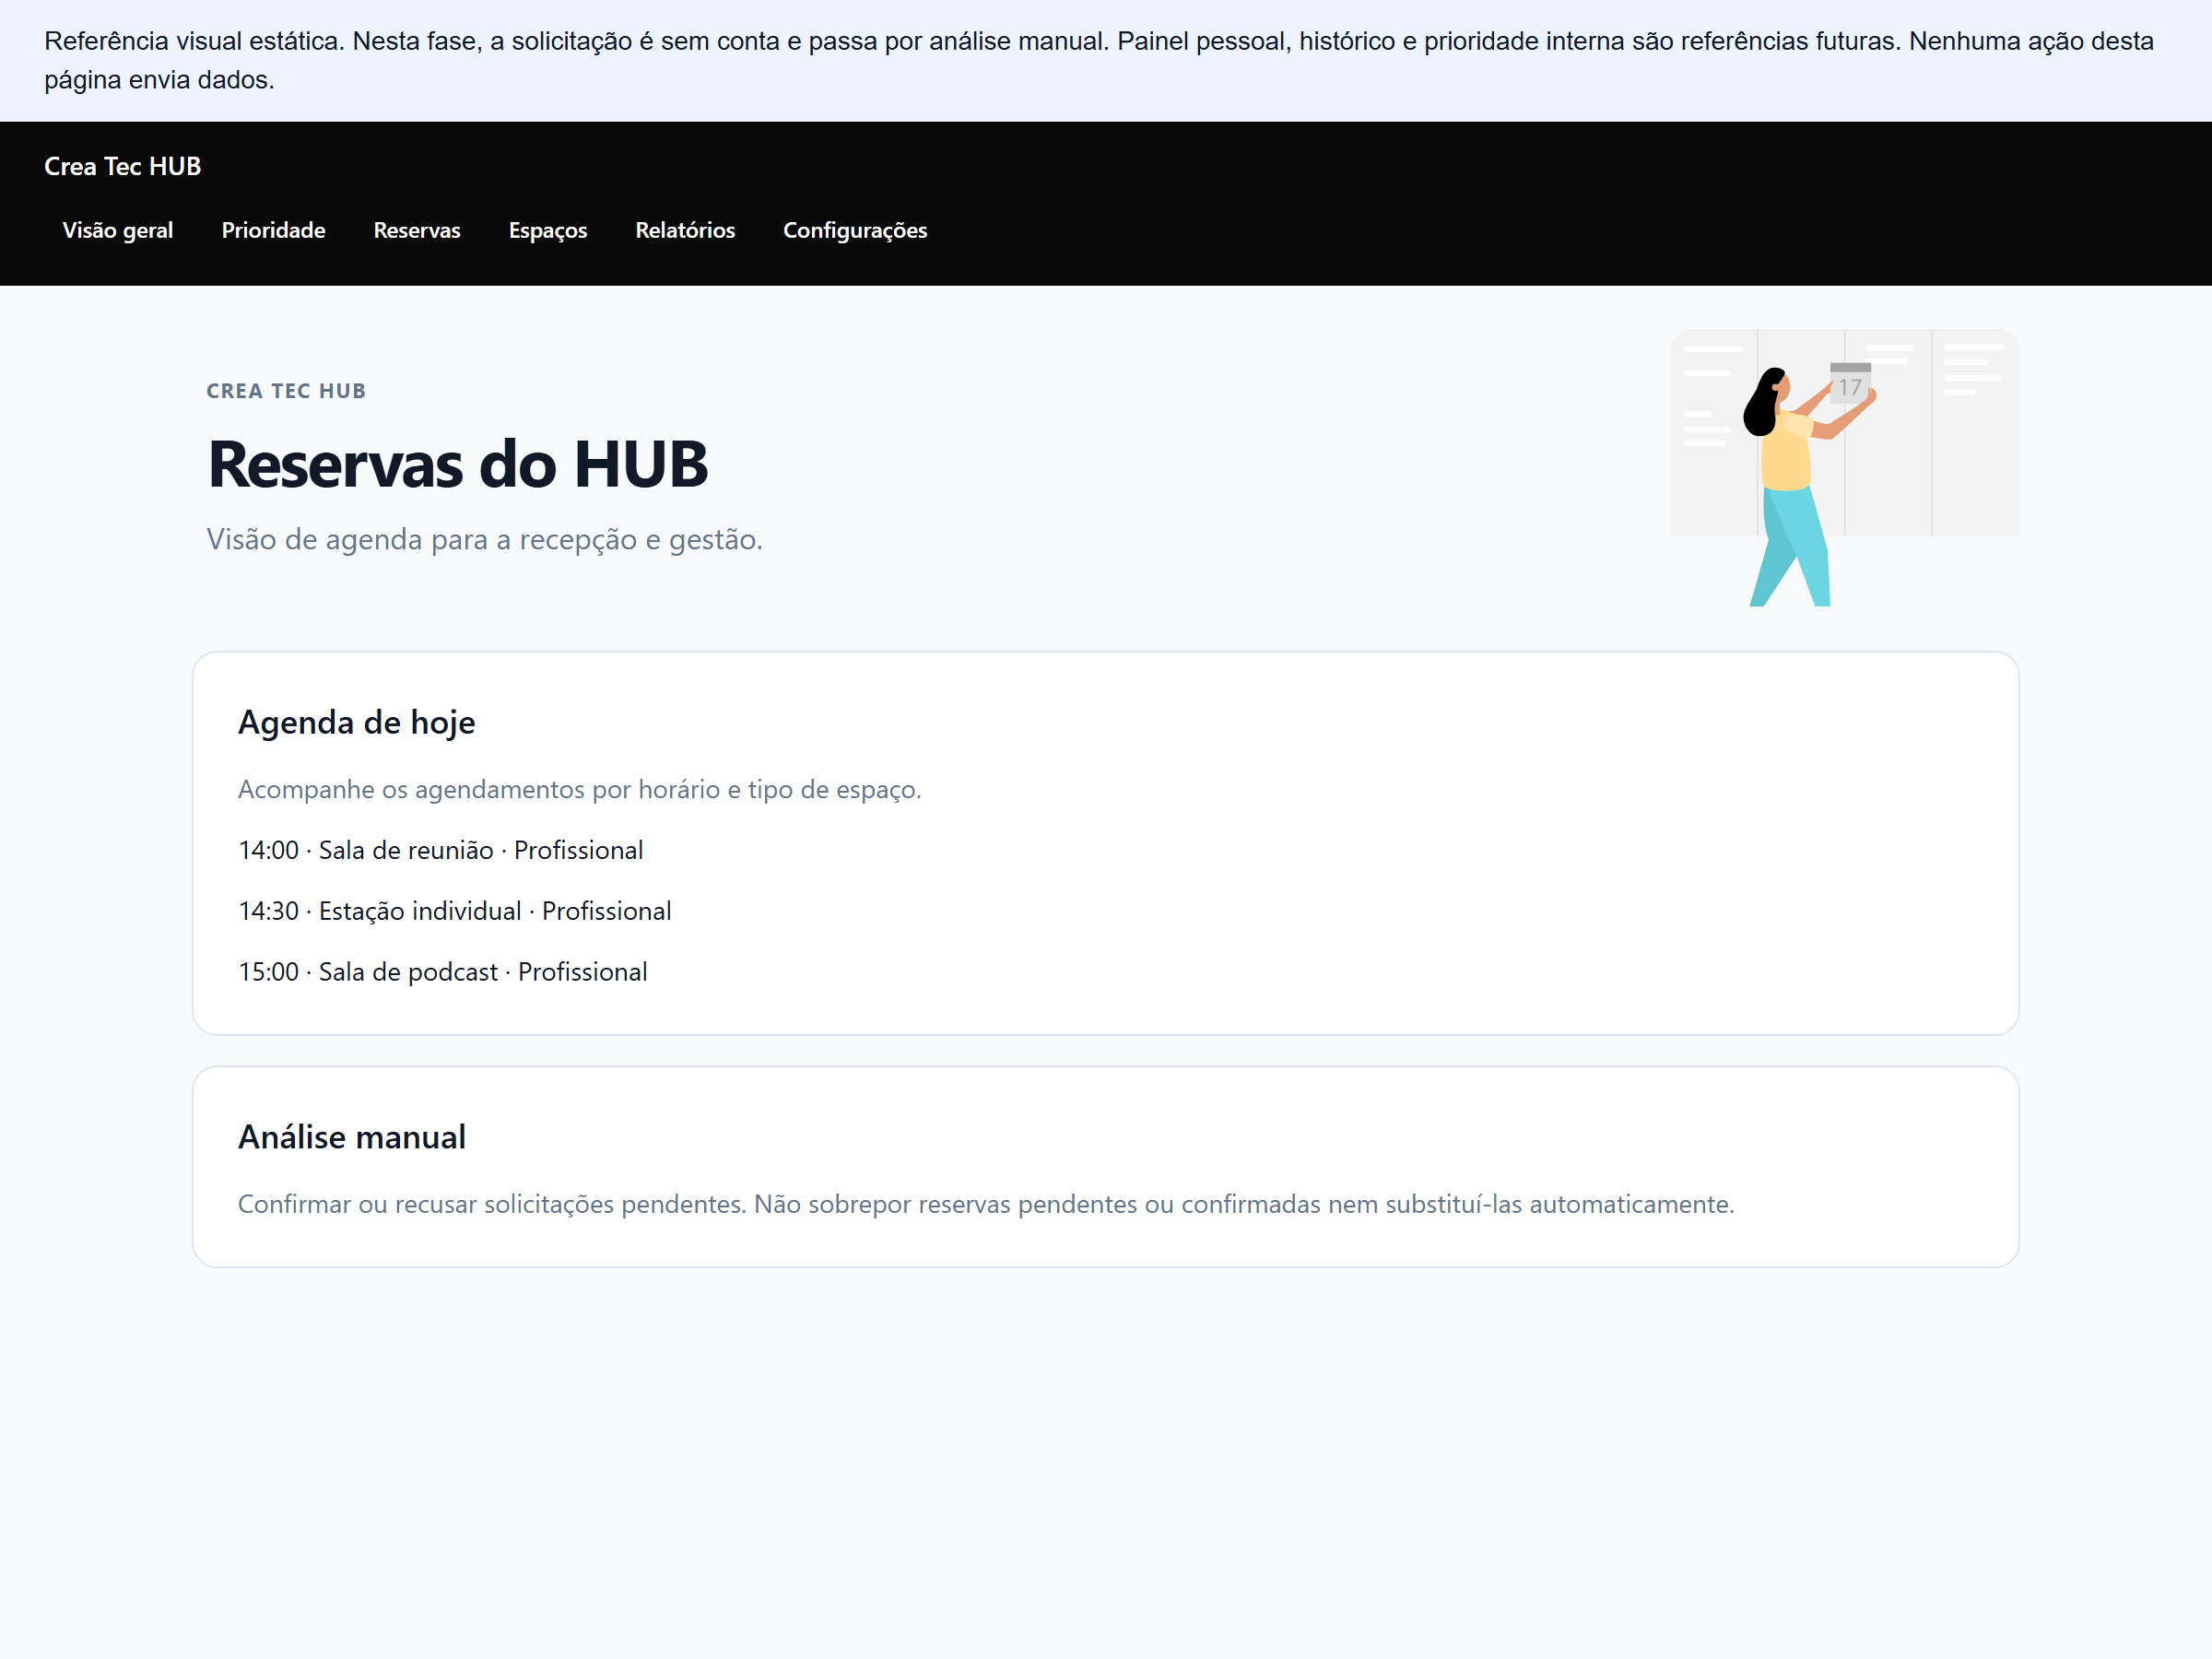 Referência visual estática. Nesta fase, a solicitação é sem conta e passa por análise manual. Painel pessoal, histórico e prioridade interna são referências futuras. Nenhuma ação desta
página envia dados.
Crea Tec HUB
Visão geral Prioridade Reservas Espaços Relatórios Configurações
CREA TEC HUB
Reservas do HUB
Visão de agenda para a recepção e gestão.
17
Agenda de hoje
Acompanhe os agendamentos por horário e tipo de espaço.
14:00 · Sala de reunião · Profissional
14:30 · Estação individual · Profissional
15:00 · Sala de podcast · Profissional
Análise manual
Confirmar ou recusar solicitações pendentes. Não sobrepor reservas pendentes ou confirmadas nem substituí-las automaticamente.